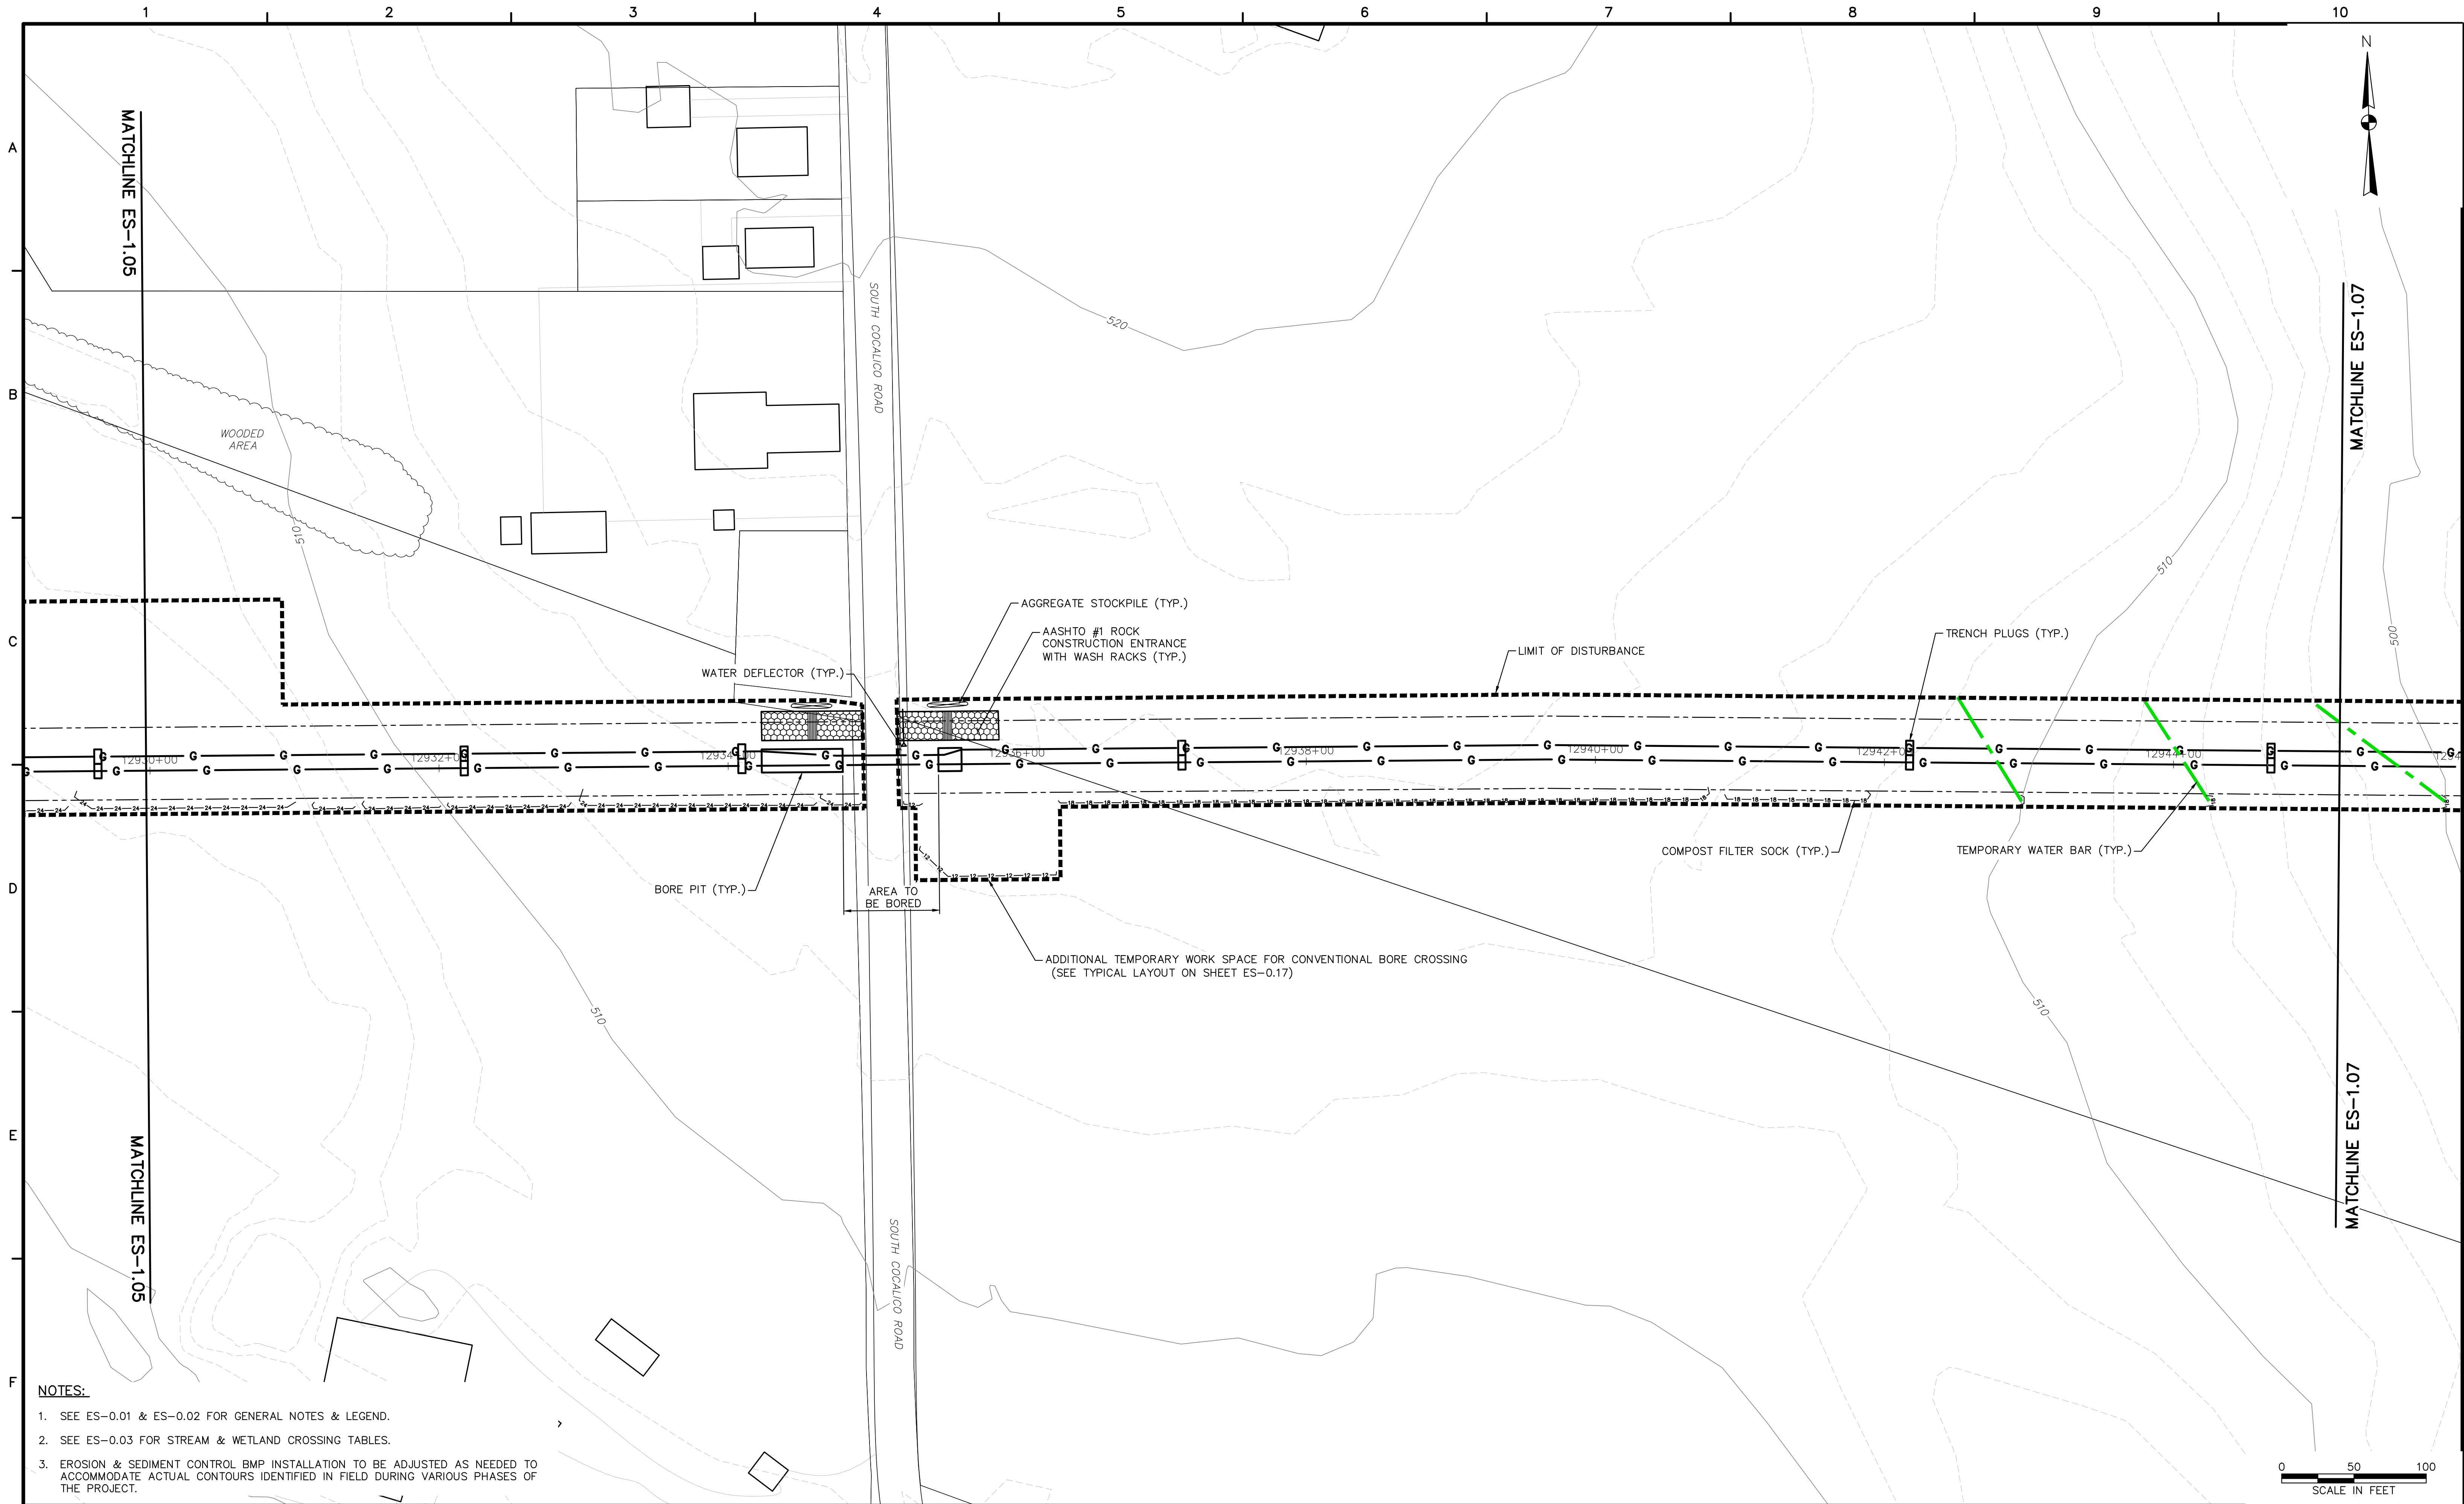 1 2 3 4 5 6 7 8 9 10
N
A
MATCHLINE ES-1.05
MATCHLINE ES-1.07
SOUTH COCALICO ROAD
520
B
WOODED
AREA
510
510
C
AGGREGATE STOCKPILE (TYP.)
AASHTO #1 ROCK
CONSTRUCTION ENTRANCE
WITH WASH RACKS (TYP.)
TRENCH PLUGS (TYP.)
LIMIT OF DISTURBANCE
WATER DEFLECTOR (TYP.)
500
12930+00
12938+00
12940+00
COMPOST FILTER SOCK (TYP.)
TEMPORARY WATER BAR (TYP.)
D
BORE PIT (TYP.)
AREA TO
BE BORED
ADDITIONAL TEMPORARY WORK SPACE FOR CONVENTIONAL BORE CROSSING
(SEE TYPICAL LAYOUT ON SHEET ES-0.17)
510
510
E
MATCHLINE ES-1.05
MATCHLINE ES-1.07
SOUTH COCALICO ROAD
F
NOTES:
1. SEE ES-0.01 & ES-0.02 FOR GENERAL NOTES & LEGEND.
2. SEE ES-0.03 FOR STREAM & WETLAND CROSSING TABLES.
3. EROSION & SEDIMENT CONTROL BMP INSTALLATION TO BE ADJUSTED AS NEEDED TO
ACCOMMODATE ACTUAL CONTOURS IDENTIFIED IN FIELD DURING VARIOUS PHASES OF
THE PROJECT.
0 50 100
SCALE IN FEET